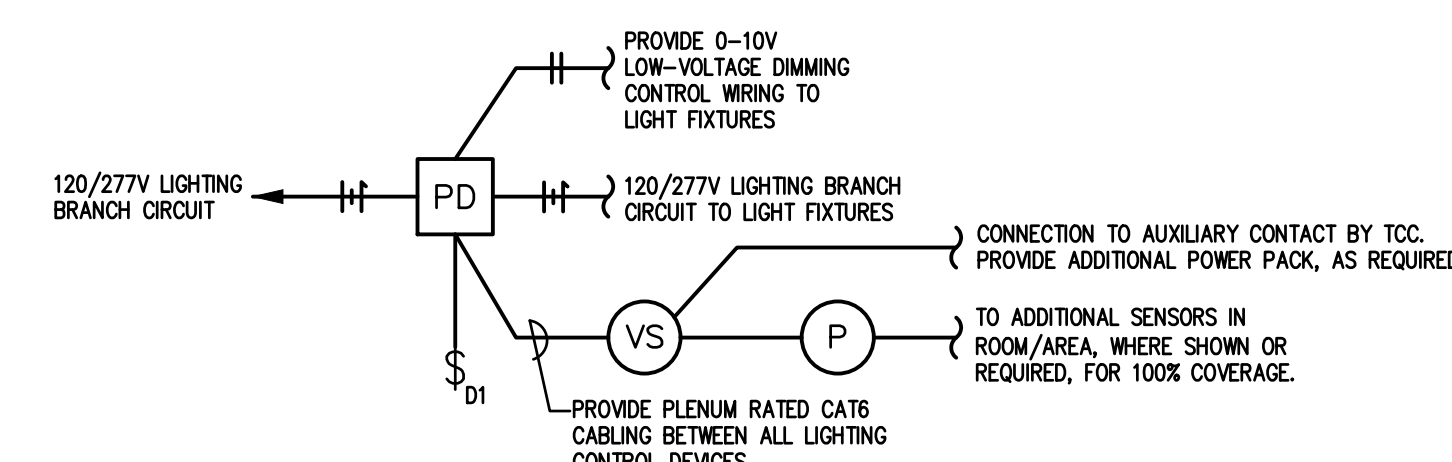 PROVIDE 0-10V
LOW-VOLTAGE DIMMING
CONTROL WIRING TO
LIGHT FIXTURES
120/277V LIGHTING
BRANCH CIRCUIT
PD
120/277V LIGHTING BRANCH
CIRCUIT TO LIGHT FIXTURES
CONNECTION TO AUXILIARY CONTACT BY TCC.
PROVIDE ADDITIONAL POWER PACK, AS REQUIRED
VS
P
TO ADDITIONAL SENSORS IN
ROOM/AREA, WHERE SHOWN OR
REQUIRED, FOR 100% COVERAGE.
$D1
PROVIDE PLENUM RATED CAT6
CABLING BETWEEN ALL LIGHTING
CONTROL DEVICES